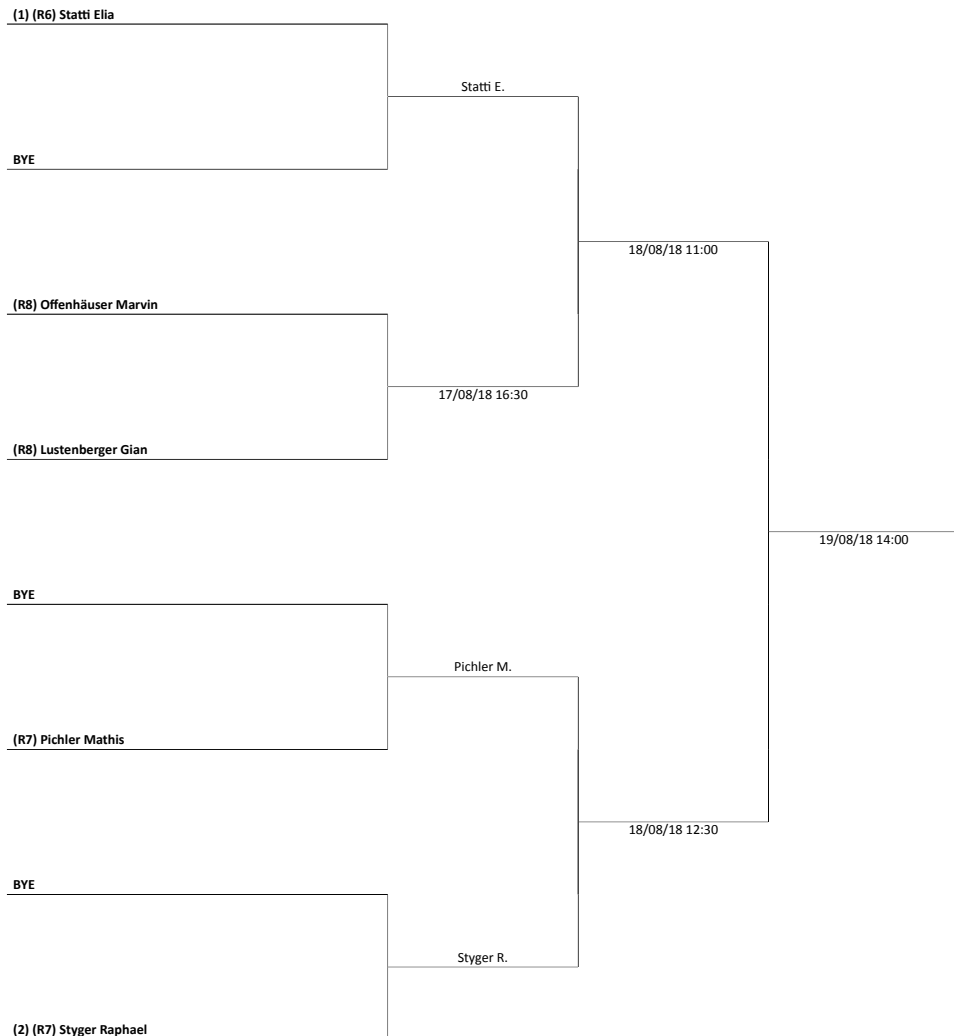 (1) (R6) Statti Elia
Statti E.
BYE
18/08/18 11:00
(R8) Offenhäuser Marvin
17/08/18 16:30
(R8) Lustenberger Gian
19/08/18 14:00
BYE
Pichler M.
(R7) Pichler Mathis
18/08/18 12:30
BYE
Styger R.
(2) (R7) Styger Raphael